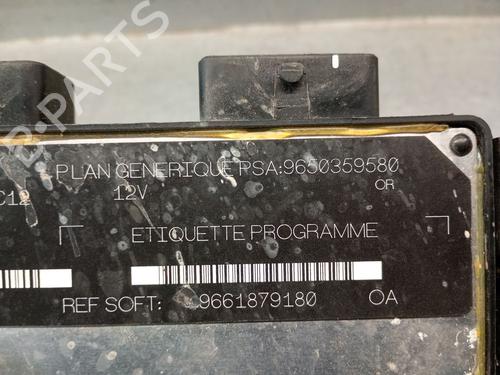 B-PARTS
PLAN GENERIQUE PSA:9650359580
C12 12V OR
ETIQUETTE PROGRAMME
REF SOFT: 9661879180 OA